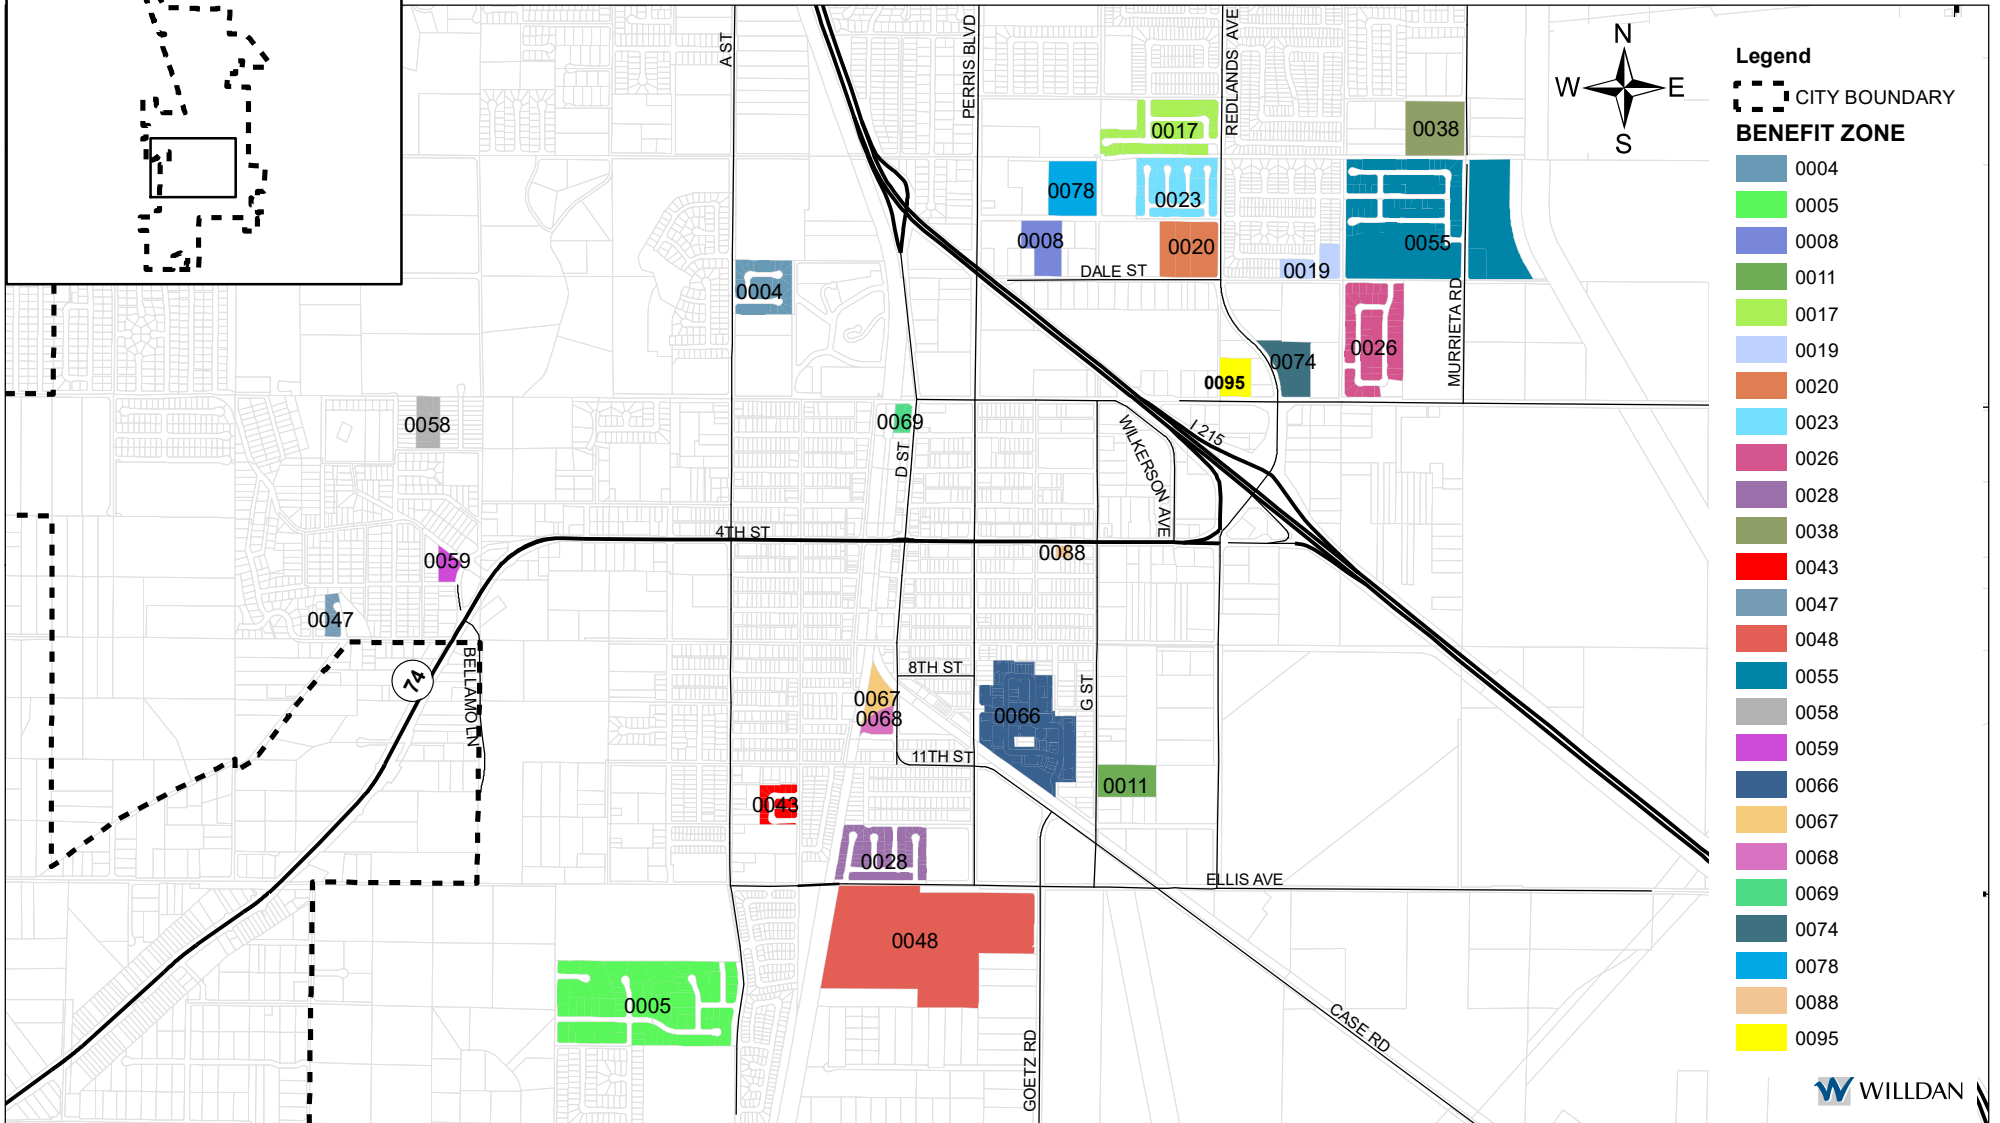 A ST
PERRIS BLVD
REDLANDS AVE
N
W
E
S
Legend
CITY BOUNDARY
BENEFIT ZONE
0004
0005
0008
0011
0017
0019
0020
0023
0026
0028
0038
0043
0047
0048
0055
0058
0059
0066
0067
0068
0069
0074
0078
0088
0095
0017
0038
0078
0023
0008
0020
0055
0019
DALE ST
0004
MURRIETA RD
0026
0074
0095
0058
0069
D ST
WILKERSON AVE
I 215
4TH ST
0088
0059
0047
74
BELLAMO LN
8TH ST
0067
0068
0066
G ST
11TH ST
0011
0043
0028
ELLIS AVE
0048
0005
GOETZ RD
CASE RD
WILLDAN